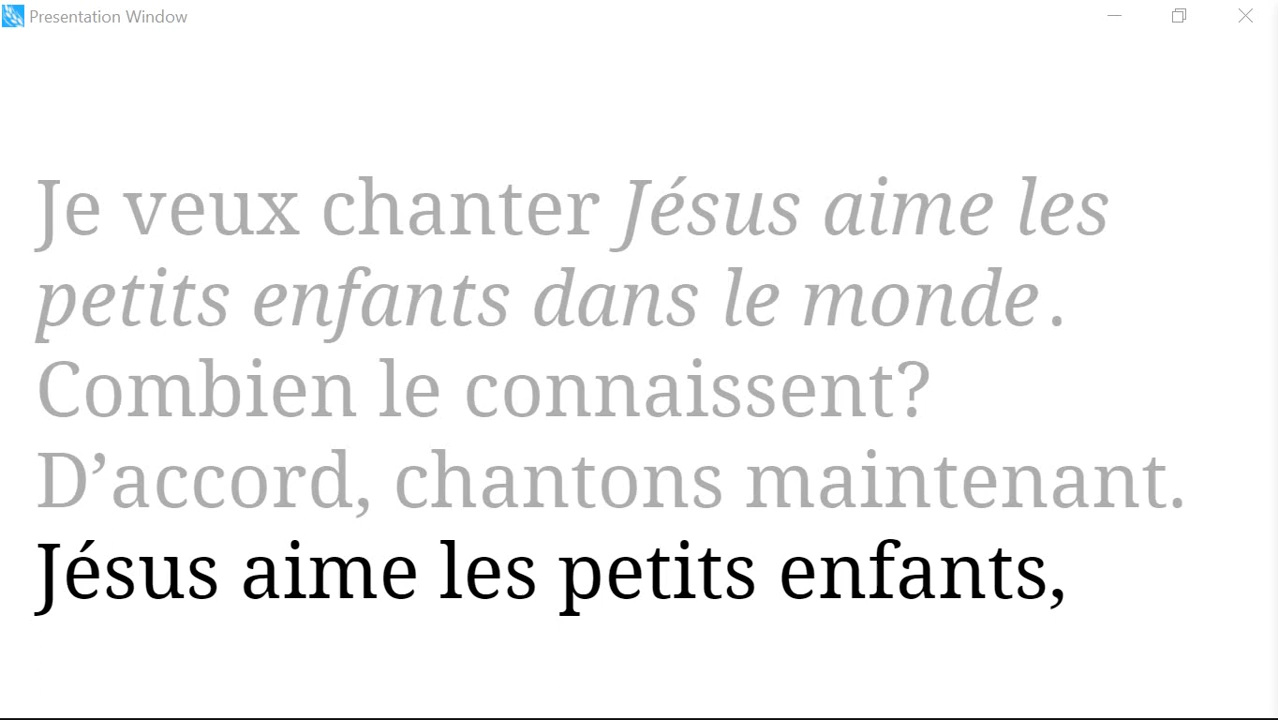 Presentation Window
Je veux chanter Jésus aime les
petits enfants dans le monde.
Combien le connaissent?
D’accord, chantons maintenant.
Jésus aime les petits enfants,